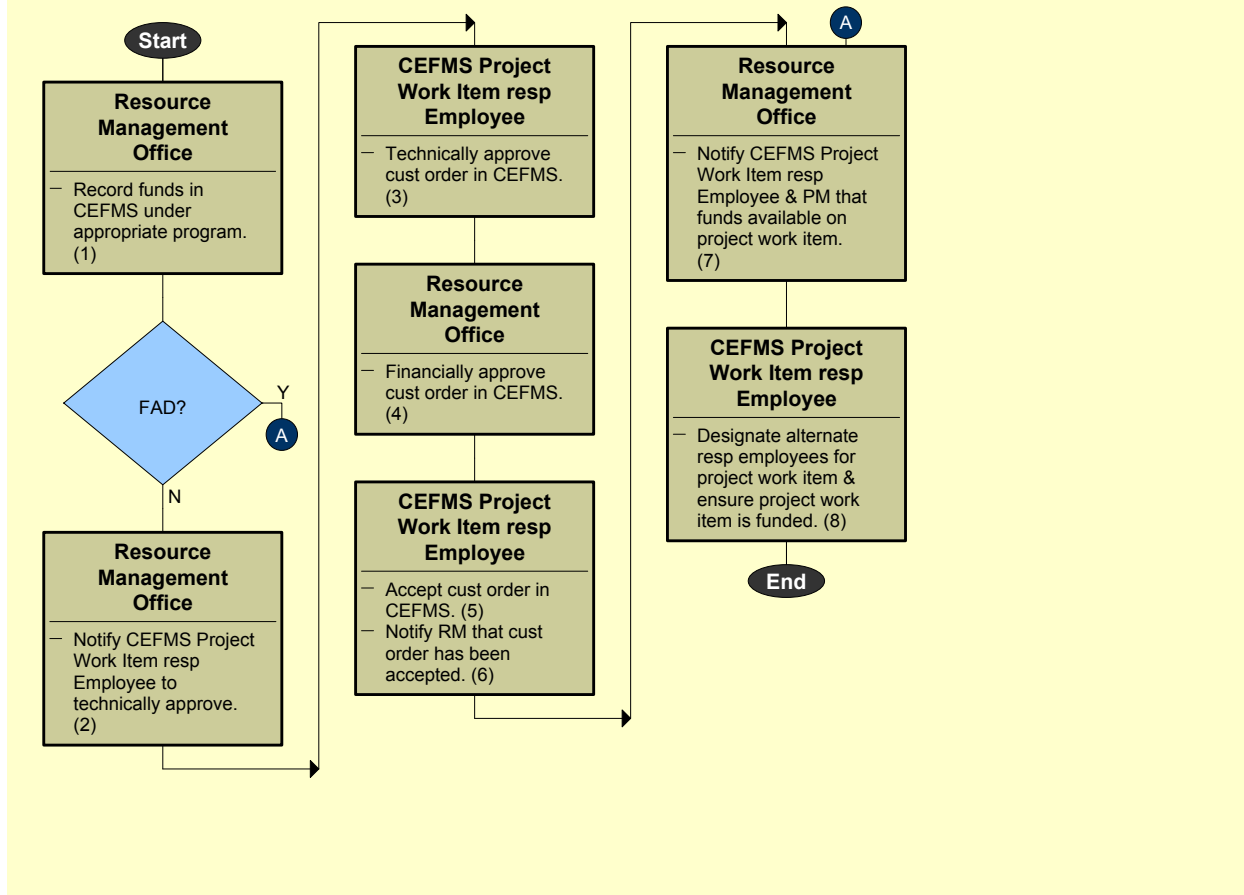 Start
Resource
Management
Office
— Record funds in
CEFMS under
appropriate program.
(1)
FAD?
Y
A
N
Resource
Management
Office
— Notify CEFMS Project
Work Item resp
Employee to
technically approve.
(2)
CEFMS Project
Work Item resp
Employee
— Technically approve
cust order in CEFMS.
(3)
Resource
Management
Office
— Financially approve
cust order in CEFMS.
(4)
CEFMS Project
Work Item resp
Employee
— Accept cust order in
CEFMS. (5)
— Notify RM that cust
order has been
accepted. (6)
A
Resource
Management
Office
— Notify CEFMS Project
Work Item resp
Employee & PM that
funds available on
project work item.
(7)
CEFMS Project
Work Item resp
Employee
— Designate alternate
resp employees for
project work item &
ensure project work
item is funded. (8)
End